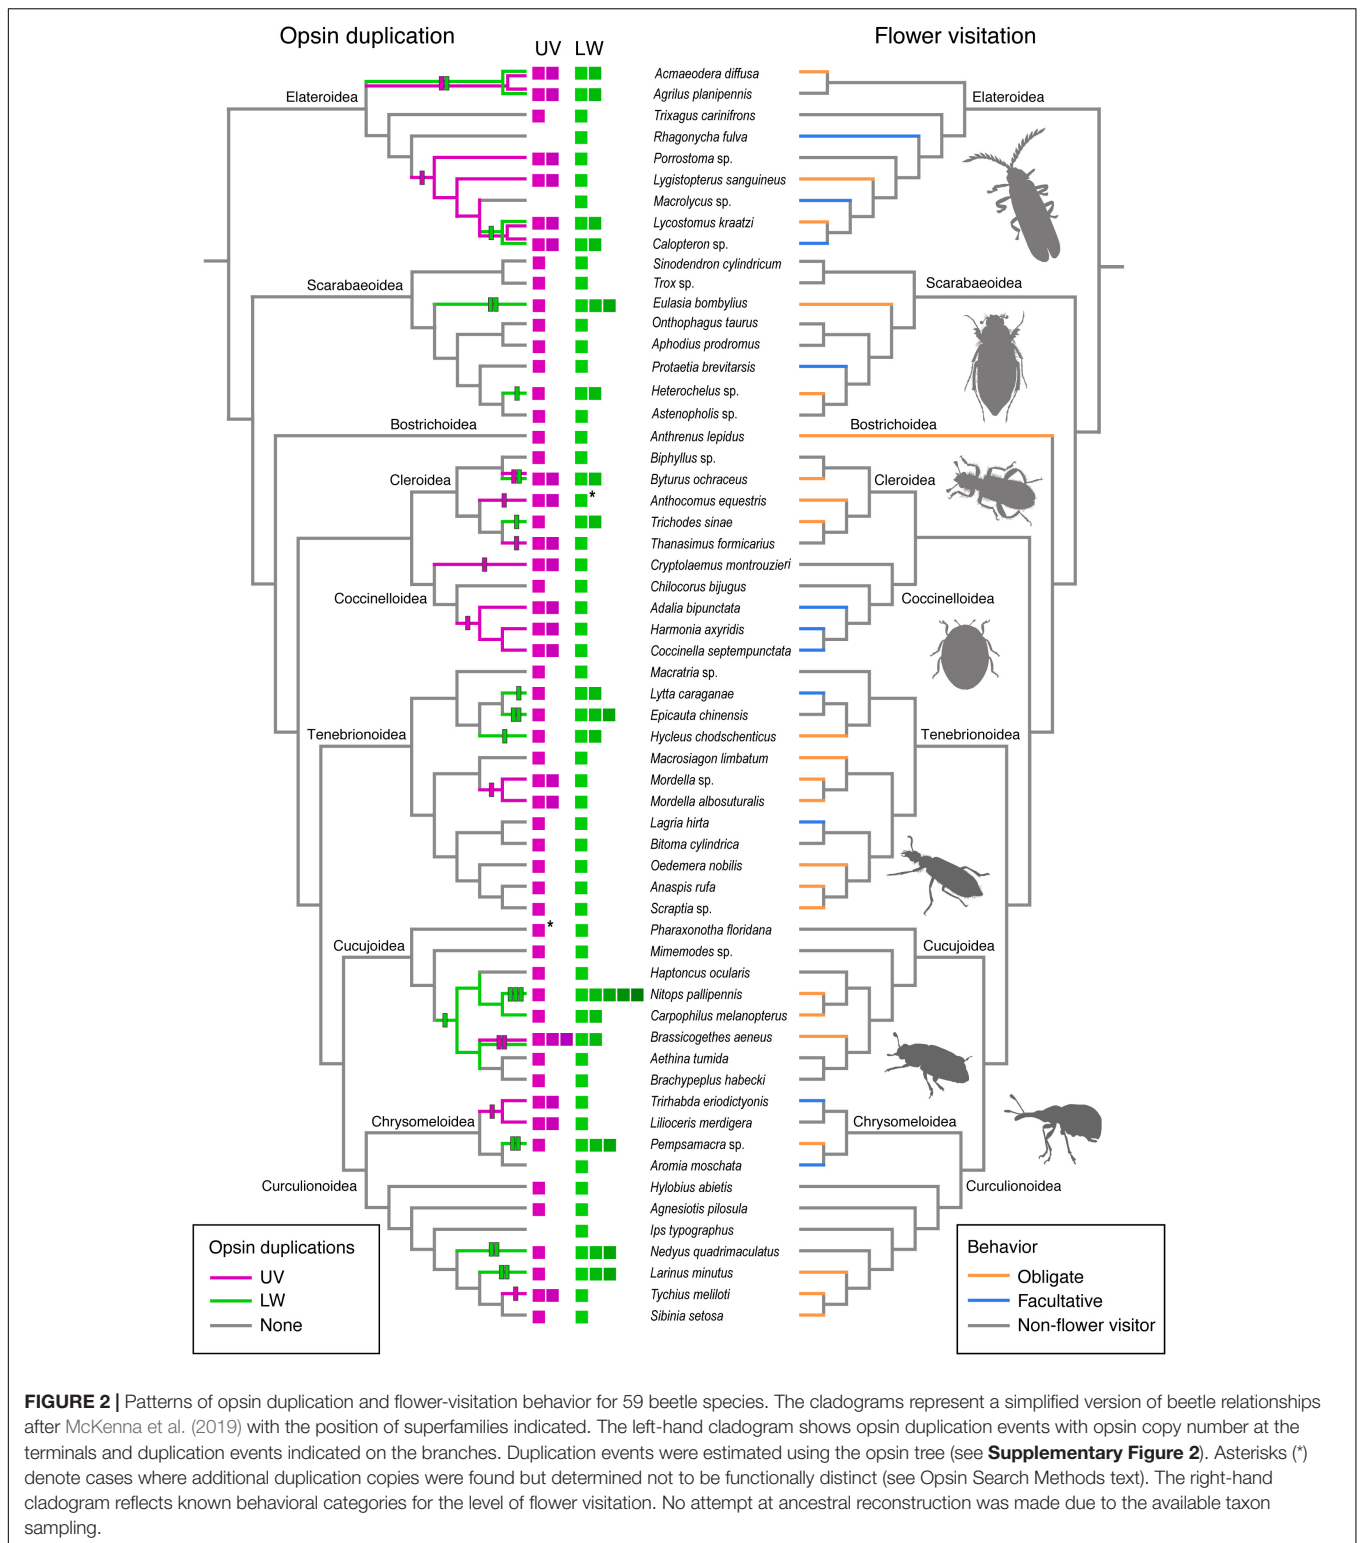 Opsin duplication
Flower visitation
UV LW
Acmaeodera diffusa
Elateroidea
Agrilus planipennis
Elateroidea
Trixagus carinifrons
Rhagonycha fulva
Porrostoma sp.
Lygistopterus sanguineus
Macrolycus sp.
Lycostomus kraatzi
Calopteron sp.
Sinodendron cylindricum
Scarabaeoidea
Trox sp.
Scarabaeoidea
Eulasia bombylius
Onthophagus taurus
Aphodius prodromus
Protaetia brevitarsis
Heterochelus sp.
Astenopholis sp.
Bostrichoidea
Bostrichoidea
Anthrenus lepidus
Biphyllus sp.
Cleroidea
Byturus ochraceus
Cleroidea
*
Anthocomus equestris
Trichodes sinae
Thanasimus formicarius
Cryptolaemus montrouzieri
Chilocorus bijugus
Coccinelloidea
Coccinelloidea
Adalia bipunctata
Harmonia axyridis
Coccinella septempunctata
Macratria sp.
Lytta caraganae
Epicauta chinensis
Tenebrionoidea
Hycleus chodschenticus
Tenebrionoidea
Macrosiagon limbatum
Mordella sp.
Mordella albosuturalis
Lagria hirta
Bitoma cylindrica
Oedemera nobilis
Anaspis rufa
Scraptia sp.
*
Pharaxonotha floridana
Cucujoidea
Cucujoidea
Mimemodes sp.
Haptoncus ocularis
Nitops pallipennis
Carpophilus melanopterus
Brassicogethes aeneus
Aethina tumida
Brachypeplus habecki
Trirhabda eriodictyonis
Chrysomeloidea
Lilioceris merdigera
Chrysomeloidea
Pempsamacra sp.
Aromia moschata
Curculionoidea
Hylobius abietis
Curculionoidea
Agnesiotis pilosula
Ips typographus
Nedyus quadrimaculatus
Larinus minutus
Tychius meliloti
Sibinia setosa
Opsin duplications
UV
LW
None
Behavior
Obligate
Facultative
Non-flower visitor
FIGURE 2 | Patterns of opsin duplication and flower-visitation behavior for 59 beetle species. The cladograms represent a simplified version of beetle relationships
after McKenna et al. (2019) with the position of superfamilies indicated. The left-hand cladogram shows opsin duplication events with opsin copy number at the
terminals and duplication events indicated on the branches. Duplication events were estimated using the opsin tree (see Supplementary Figure 2). Asterisks (*)
denote cases where additional duplication copies were found but determined not to be functionally distinct (see Opsin Search Methods text). The right-hand
cladogram reflects known behavioral categories for the level of flower visitation. No attempt at ancestral reconstruction was made due to the available taxon
sampling.